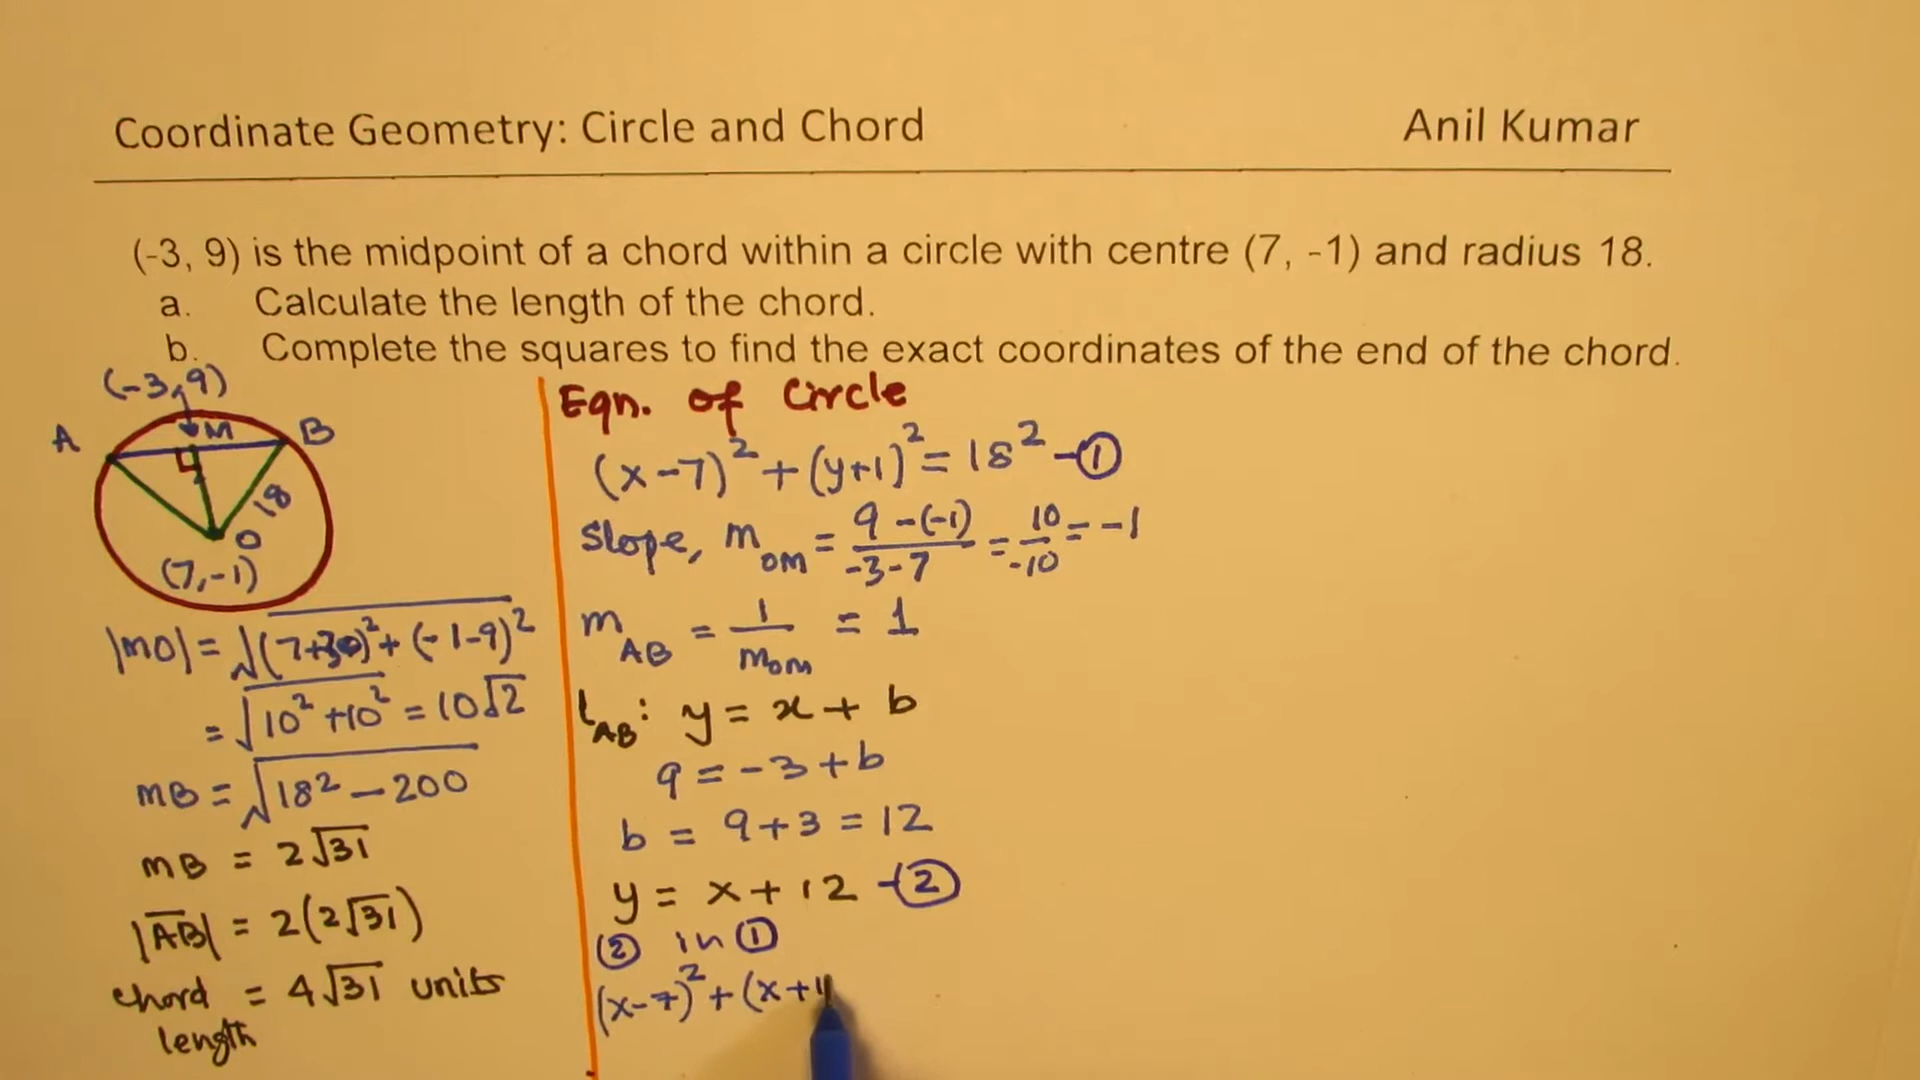 Coordinate Geometry: Circle and Chord Anil Kumar
(-3, 9) is the midpoint of a chord within a circle with centre (7, -1) and radius 18.
a. Calculate the length of the chord.
b. Complete the squares to find the exact coordinates of the end of the chord.
(-3, 9)
A M B
18
O
(7, -1)
|MO| = √((7+3)² + (-1-9)²)
= √(10² + 10²) = 10√2
MB = √(18² - 200)
MB = 2√31
|AB| = 2(2√31)
chord = 4√31 units
length
Eqn. of Circle
(x-7)² + (y+1)² = 18² - ①
Slope, m_OM = (9-(-1))/(-3-7) = 10/-10 = -1
m_AB = 1/m_OM = 1
L_AB: y = x + b
9 = -3 + b
b = 9 + 3 = 12
y = x + 12 - ②
② in ①
(x-7)² + (x+1